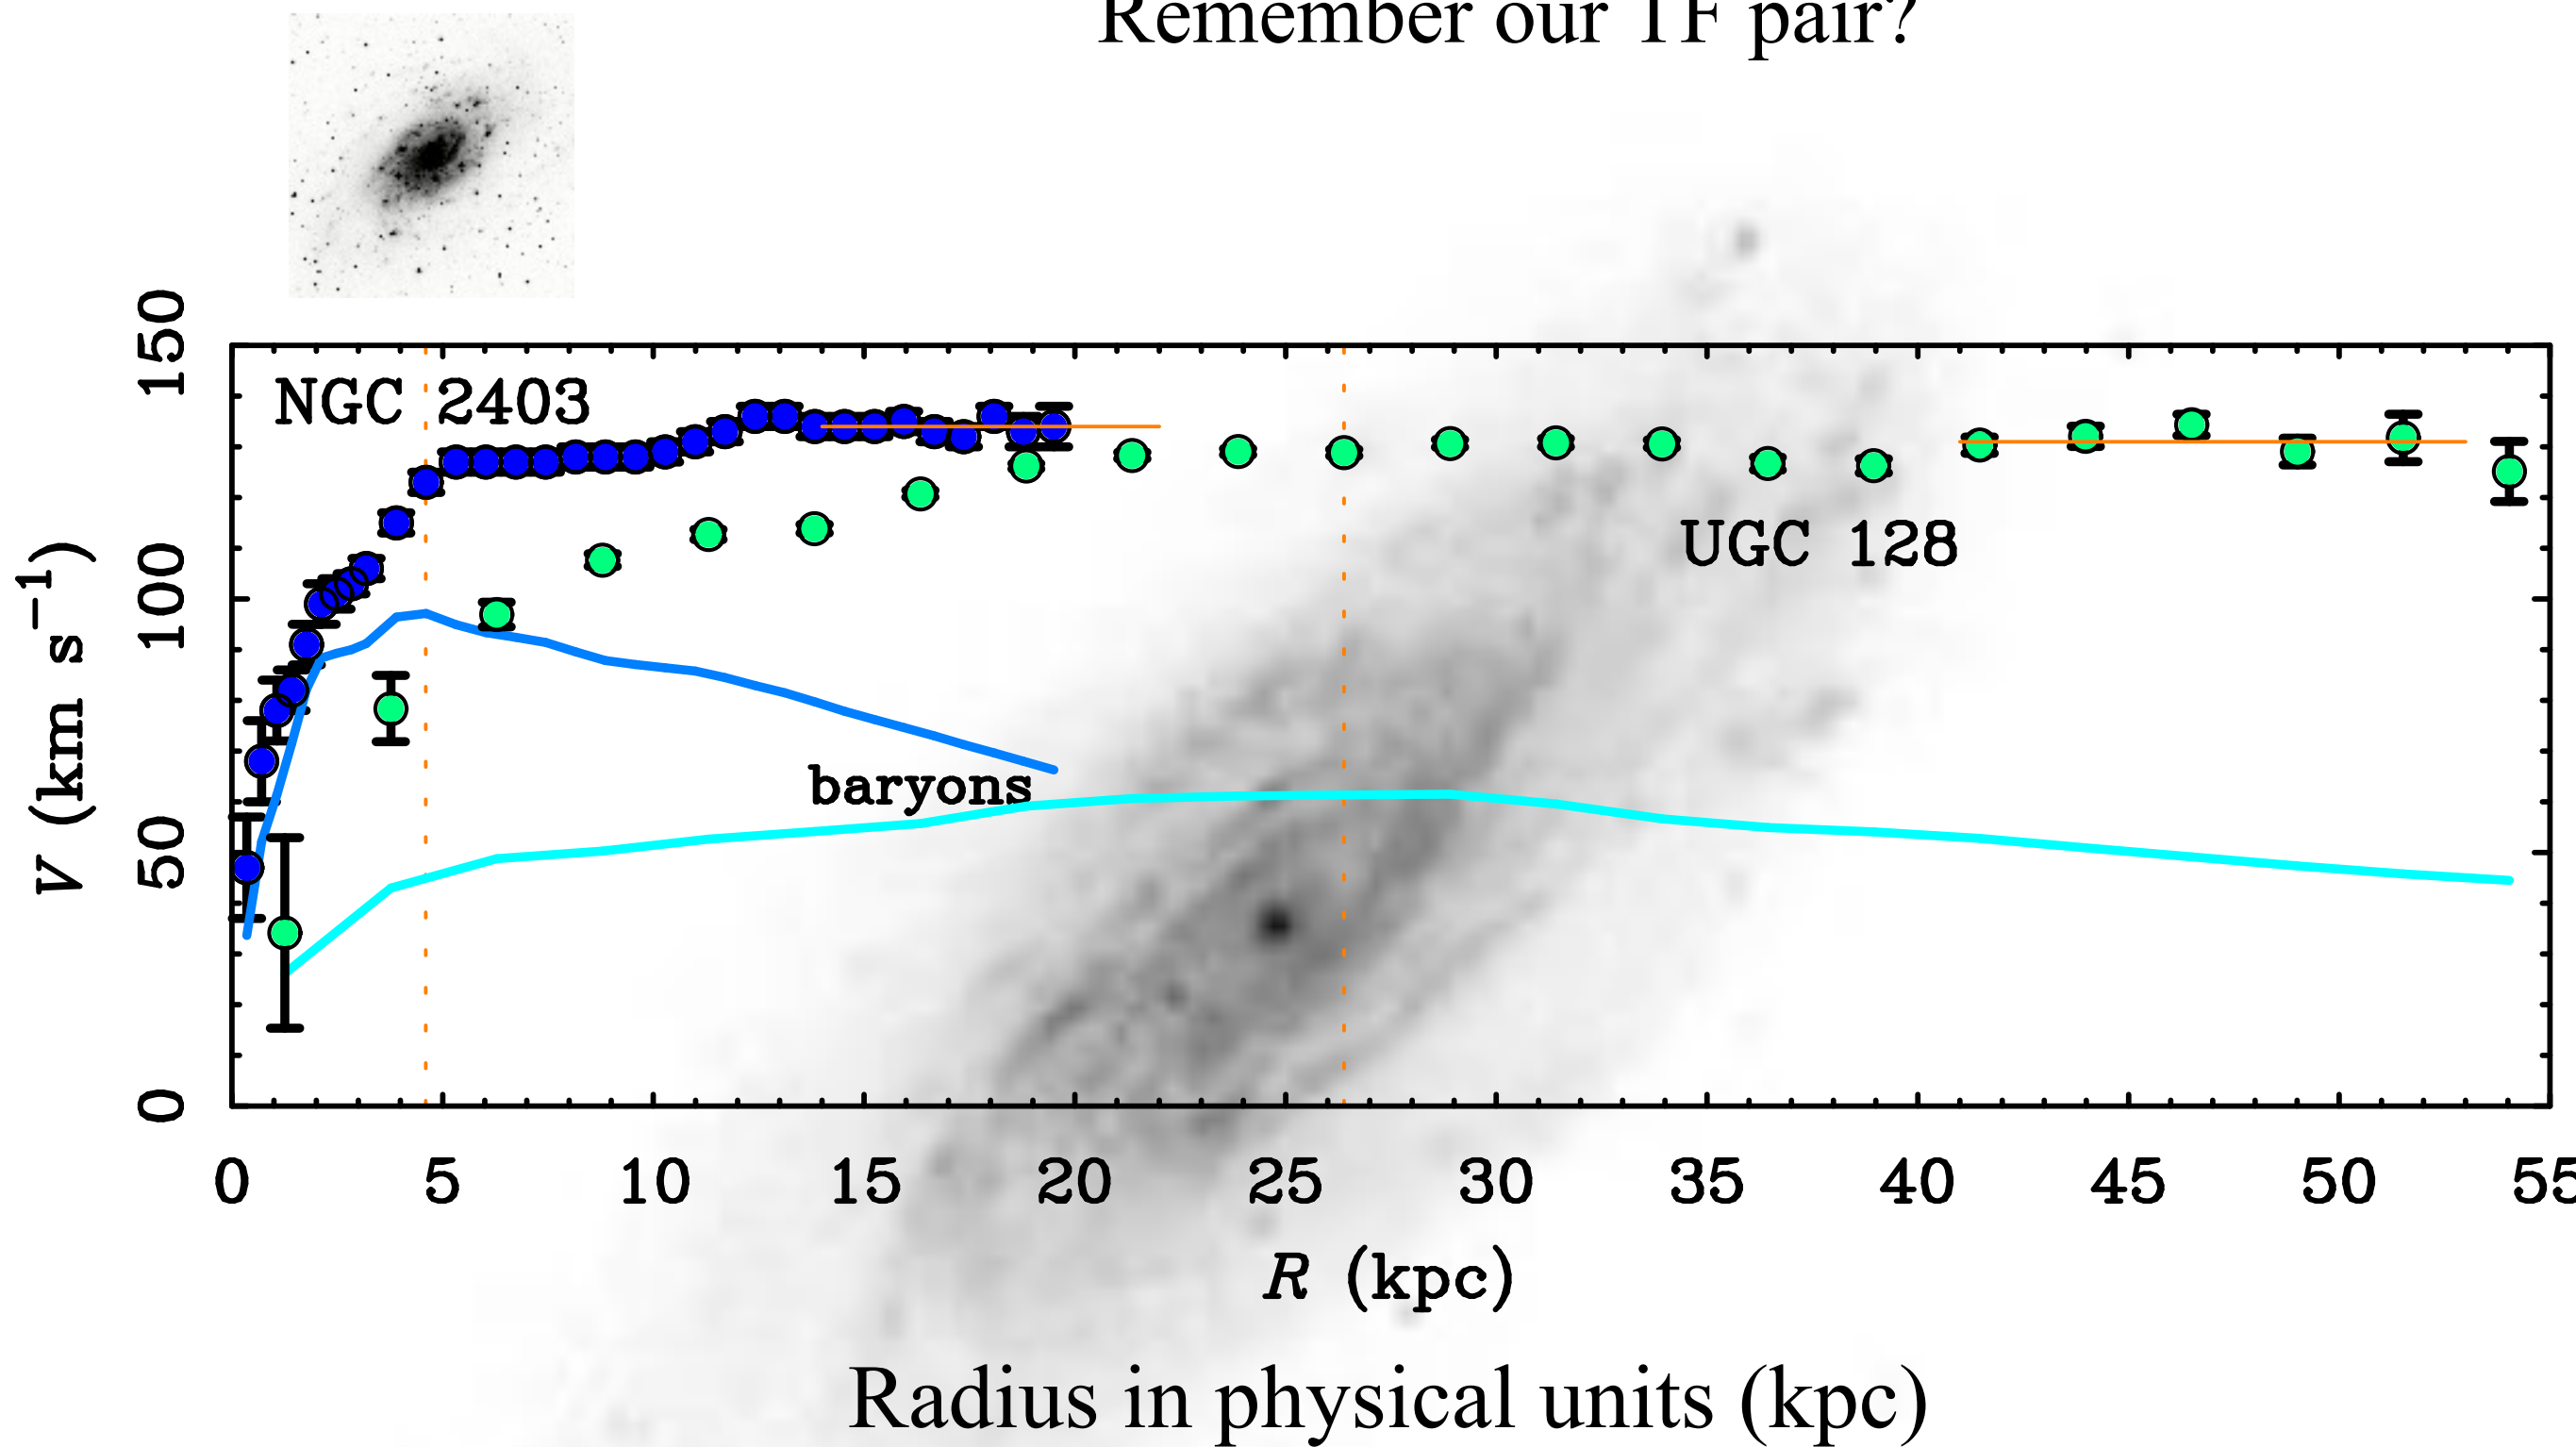 Remember our TF pair?
150
NGC 2403
100
UGC 128
V (km s⁻¹)
baryons
50
0
0 5 10 15 20 25 30 35 40 45 50 55
R (kpc)
Radius in physical units (kpc)